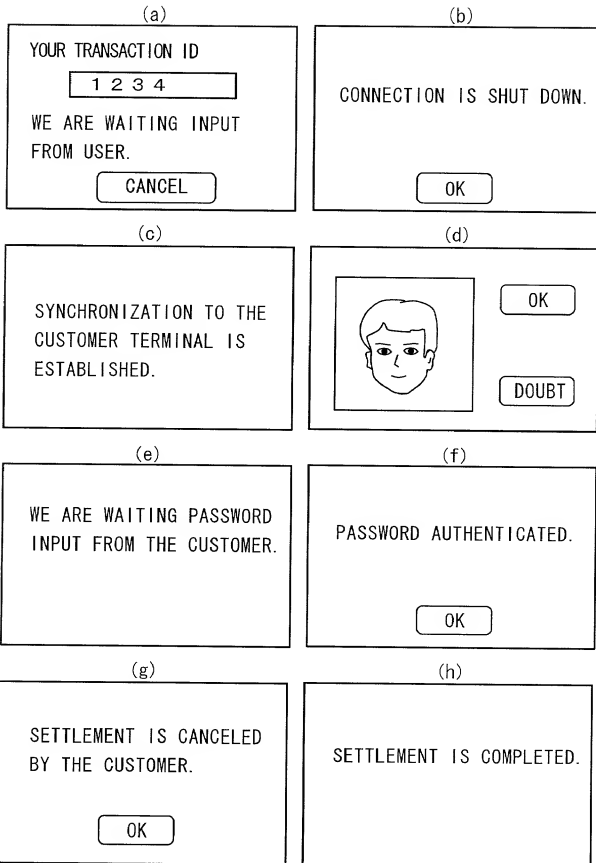 (a)
YOUR TRANSACTION ID
1234
WE ARE WAITING INPUT
FROM USER.
CANCEL
(b)
CONNECTION IS SHUT DOWN.
OK
(c)
SYNCHRONIZATION TO THE
CUSTOMER TERMINAL IS
ESTABLISHED.
(d)
OK
DOUBT
(e)
WE ARE WAITING PASSWORD
INPUT FROM THE CUSTOMER.
(f)
PASSWORD AUTHENTICATED.
OK
(g)
SETTLEMENT IS CANCELED
BY THE CUSTOMER.
OK
(h)
SETTLEMENT IS COMPLETED.